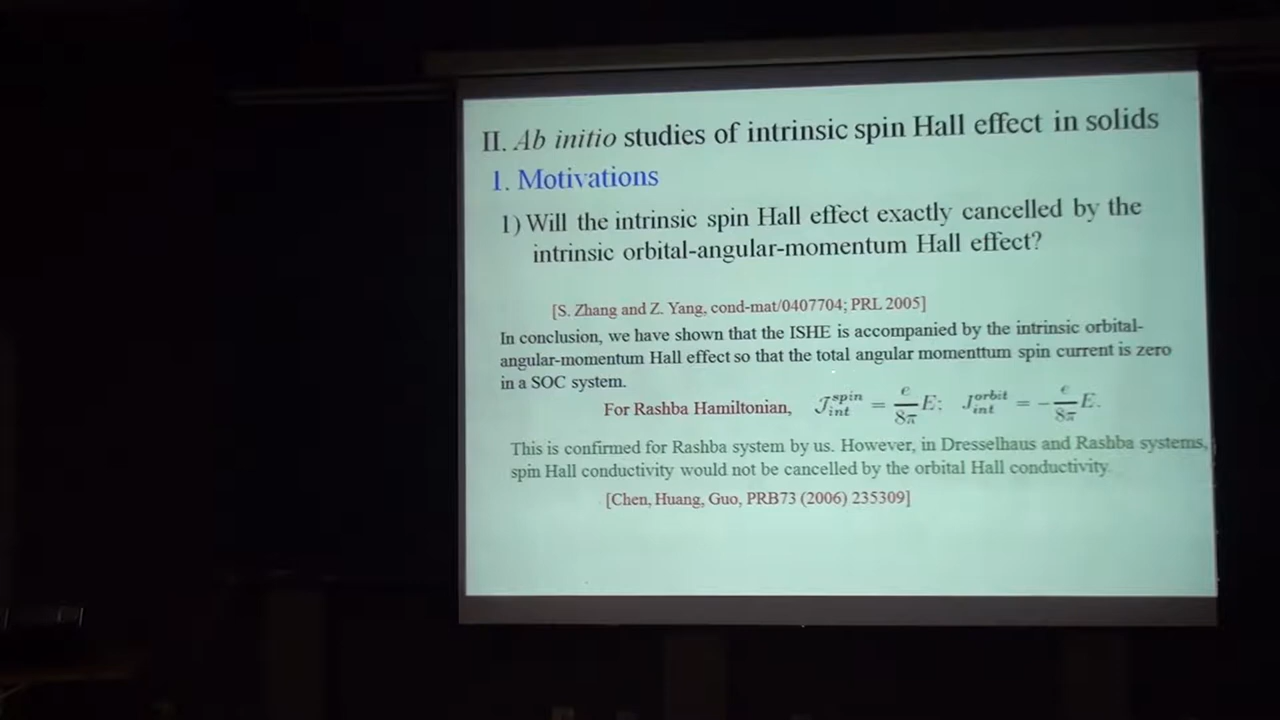 II. Ab initio studies of intrinsic spin Hall effect in solids
1. Motivations
1) Will the intrinsic spin Hall effect exactly cancelled by the
intrinsic orbital-angular-momentum Hall effect?
[S. Zhang and Z. Yang, cond-mat/0407704; PRL 2005]
In conclusion, we have shown that the ISHE is accompanied by the intrinsic orbital-
angular-momentum Hall effect so that the total angular momenttum spin current is zero
in a SOC system.
For Rashba Hamiltonian, J_{int}^{spin} = \frac{e}{8π}E; J_{int}^{orbit} = -\frac{e}{8π}E.
This is confirmed for Rashba system by us. However, in Dresselhaus and Rashba systems,
spin Hall conductivity would not be cancelled by the orbital Hall conductivity.
[Chen, Huang, Guo, PRB73 (2006) 235309]